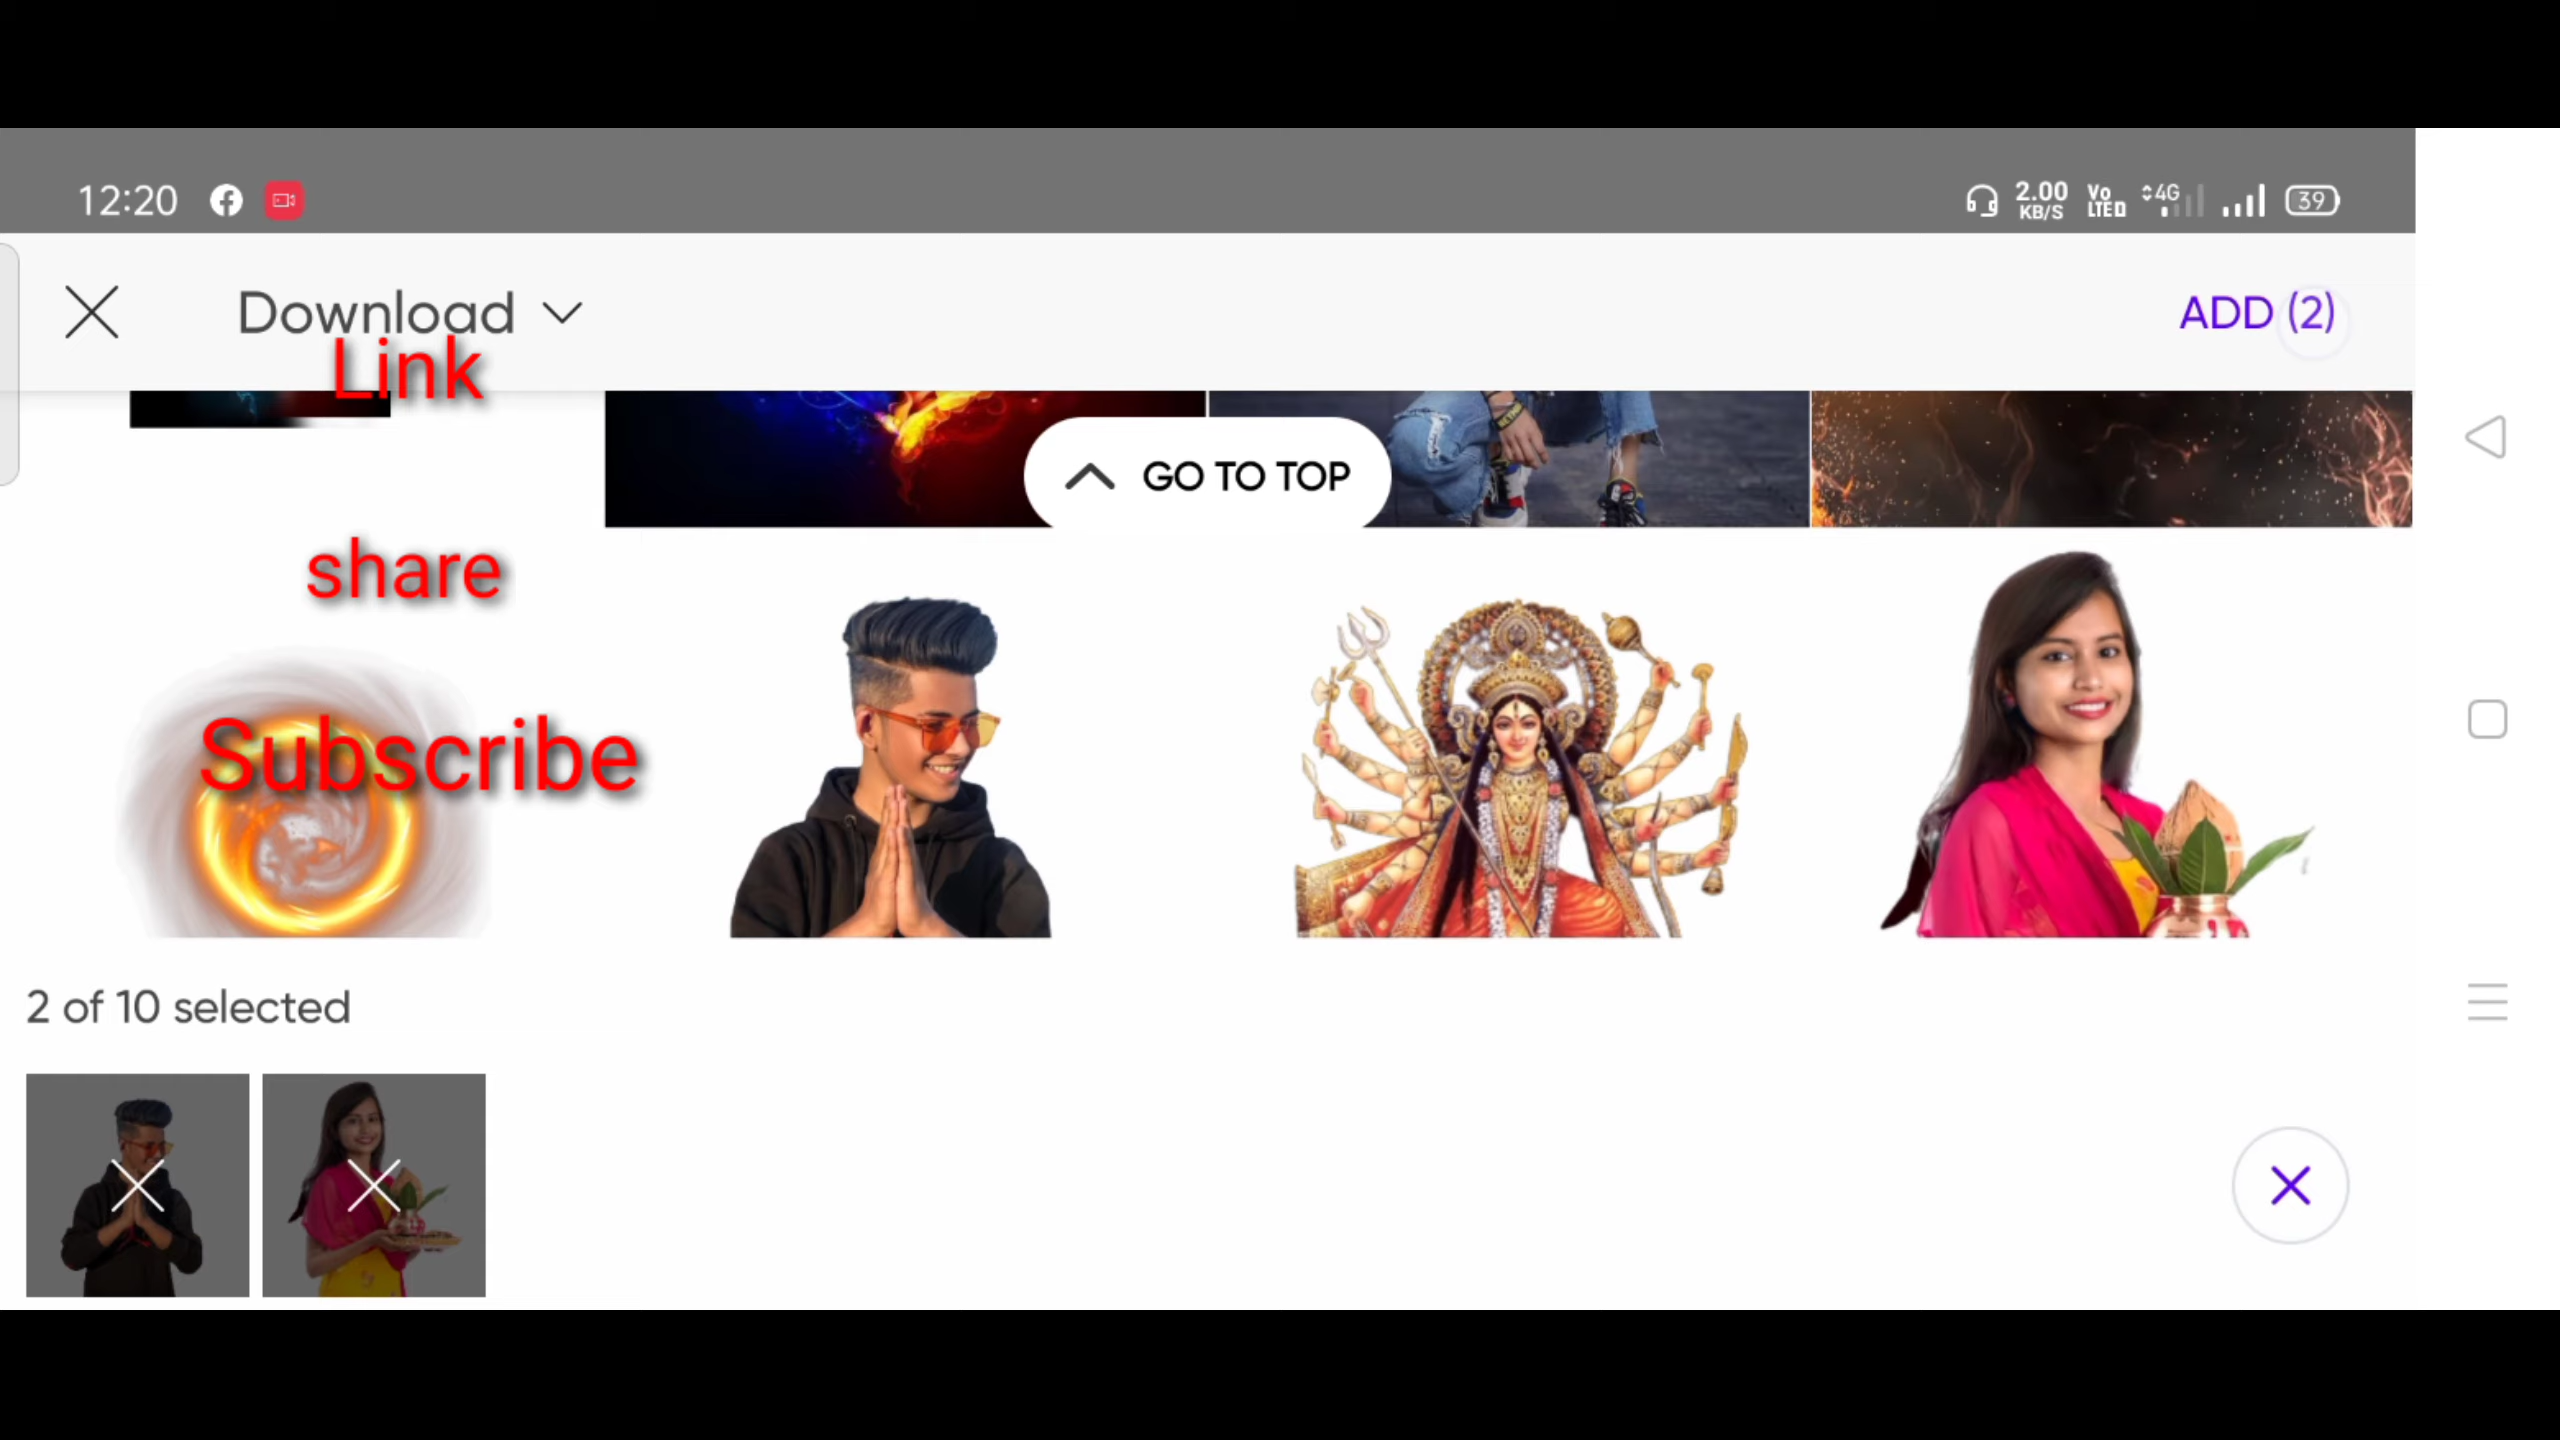 12:20
2.00
KB/S
Vo
LTE
4G
39
Download
ADD (2)
Link
GO TO TOP
share
Subscribe
2 of 10 selected